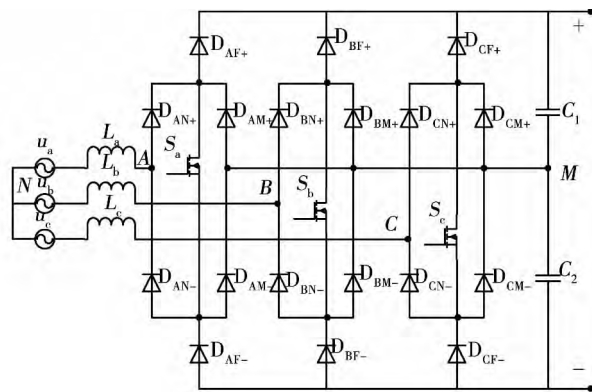 +
D_AF+ D_BF+ D_CF+
D_AN+ D_AM+ D_BN+ D_BM+ D_CN+ D_CM+ C_1
u_a L_a A S_a
N u_b L_b B S_b M
u_c L_c C S_c
D_AN- D_AM- D_BN- D_BM- D_CN- D_CM- C_2
D_AF- D_BF- D_CF-
−